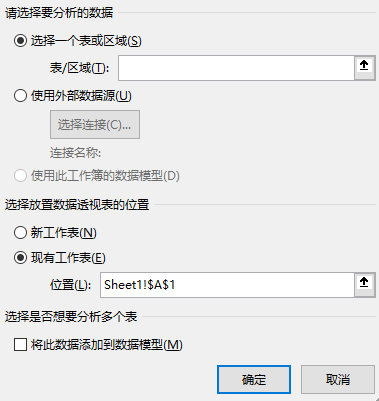 请选择要分析的数据
选择一个表或区域(S)
表/区域(T):
使用外部数据源(U)
选择连接(C)...
连接名称:
使用此工作簿的数据模型(D)
选择放置数据透视表的位置
新工作表(N)
现有工作表(E)
位置(L): Sheet1!$A$1
选择是否想要分析多个表
将此数据添加到数据模型(M)
确定 取消